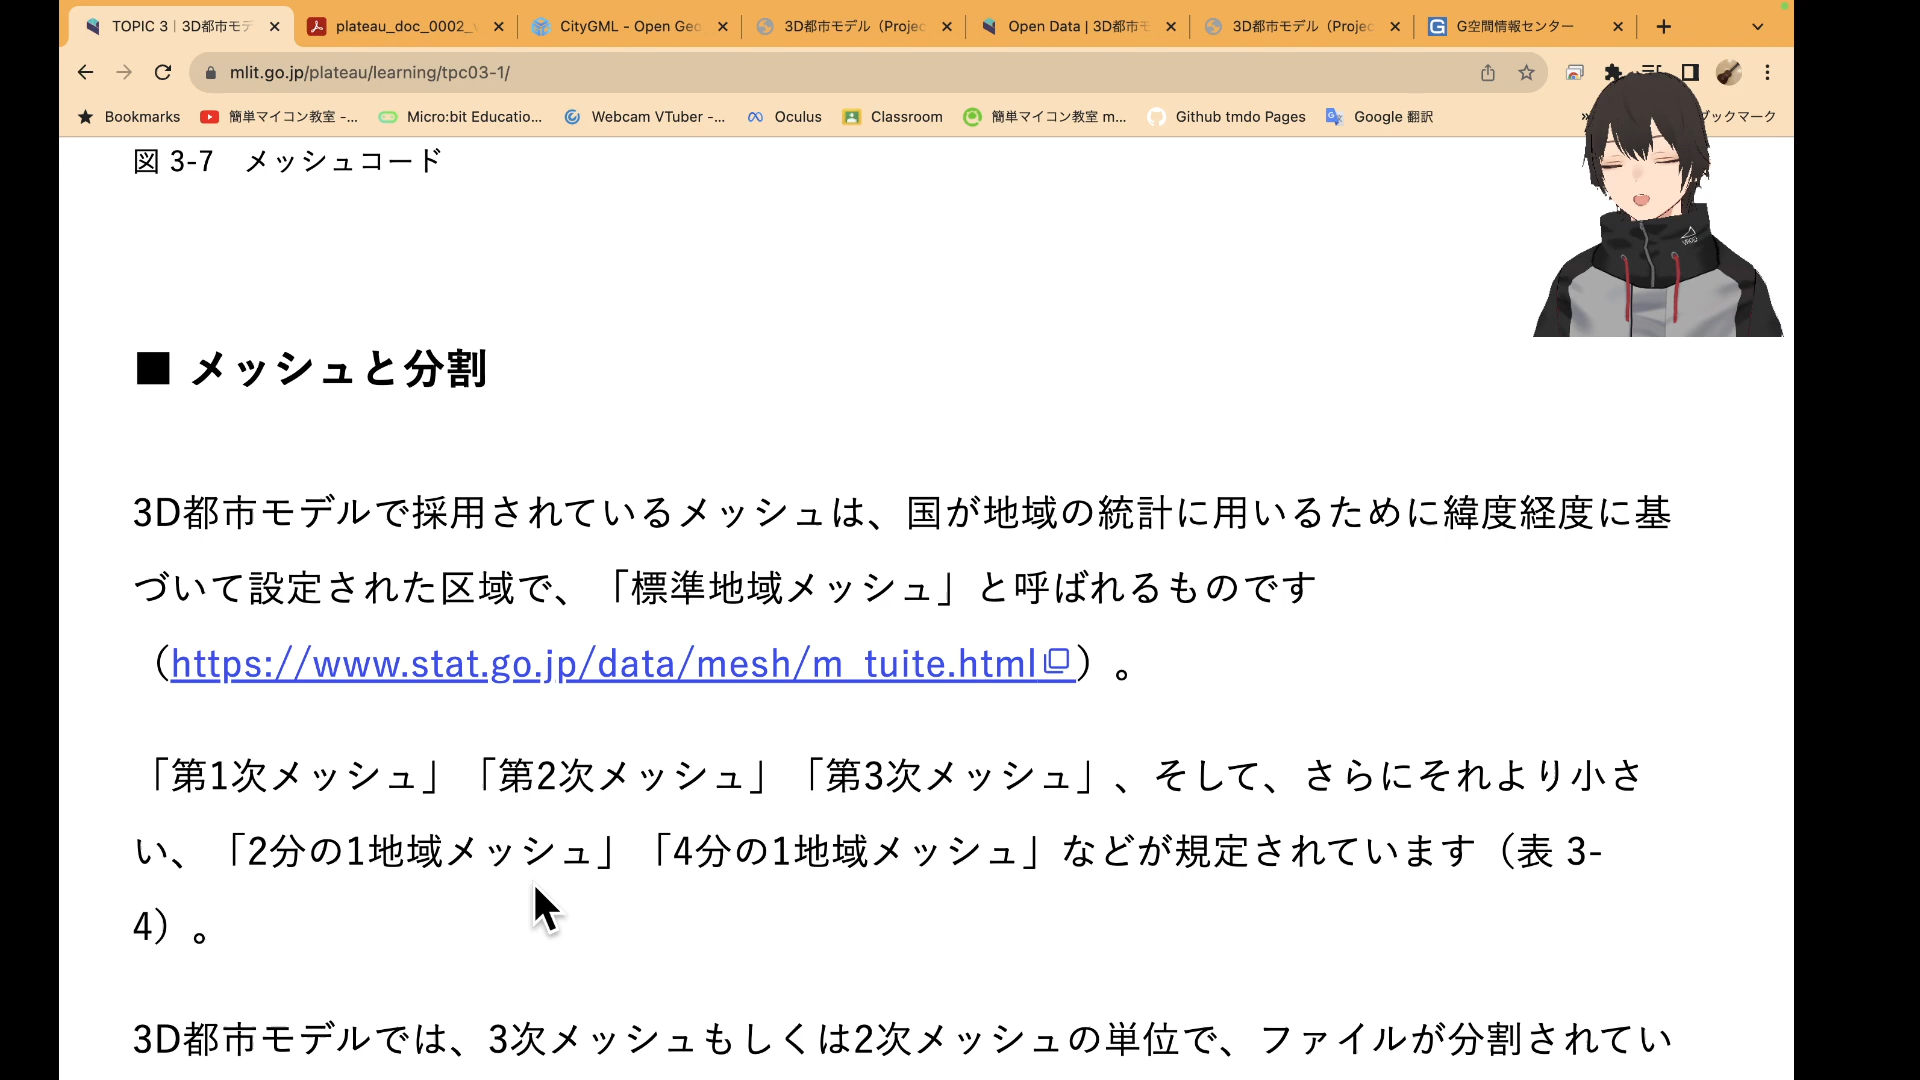 TOPIC 3 | 3D都市モデ
plateau_doc_0002_
CityGML - Open Geo
3D都市モデル（Projec
Open Data | 3D都市モ
3D都市モデル（Projec
G空間情報センター
mlit.go.jp/plateau/learning/tpc03-1/
Bookmarks
簡単マイコン教室 -...
Micro:bit Educatio...
Webcam VTuber -...
Oculus
Classroom
簡単マイコン教室 m...
Github tmdo Pages
Google 翻訳
»
ブックマーク
図 3-7　メッシュコード
■ メッシュと分割
3D都市モデルで採用されているメッシュは、国が地域の統計に用いるために緯度経度に基
づいて設定された区域で、「標準地域メッシュ」と呼ばれるものです
（https://www.stat.go.jp/data/mesh/m_tuite.html）。
「第1次メッシュ」「第2次メッシュ」「第3次メッシュ」、そして、さらにそれより小さ
い、「2分の1地域メッシュ」「4分の1地域メッシュ」などが規定されています（表 3-
4）。
3D都市モデルでは、3次メッシュもしくは2次メッシュの単位で、ファイルが分割されてい